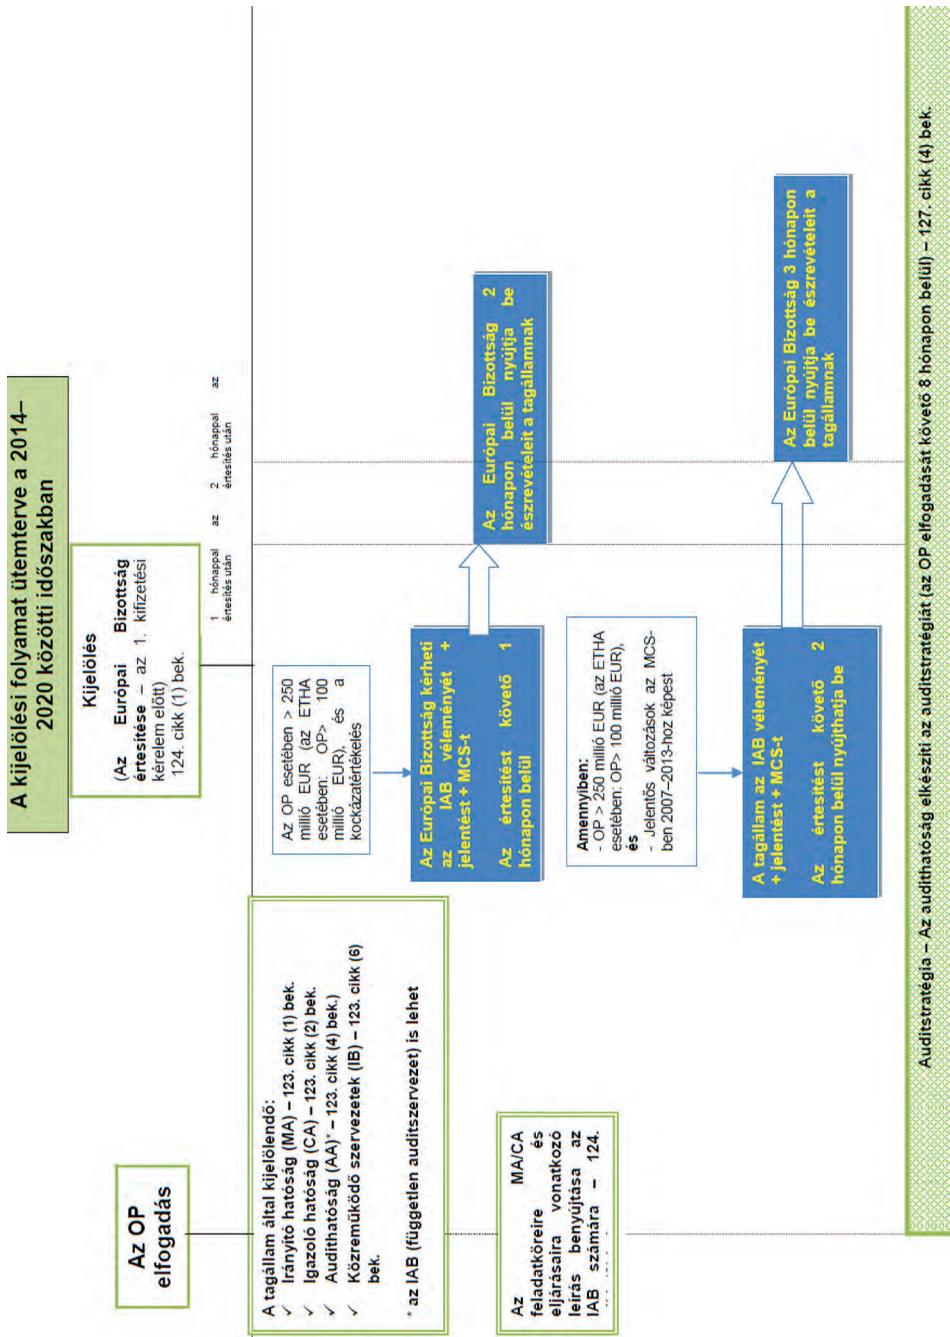 A kijelölési folyamat ütemterve a 2014–
2020 közötti időszakban
Az OP
elfogadás
Kijelölés
(Az Európai Bizottság
értesítése – az 1. kifizetési
kérelem előtt)
124. cikk (1) bek.
1 hónappal az
értesítés után
2 hónappal az
értesítés után
A tagállam által kijelölendő:
✓ Irányító hatóság (MA) – 123. cikk (1) bek.
✓ Igazoló hatóság (CA) – 123. cikk (2) bek.
✓ Audithatóság (AA)* – 123. cikk (4) bek.)
✓ Közreműködő szervezetek (IB) – 123. cikk (6)
bek.
* az IAB (független auditszervezet) is lehet
Az MA/CA
feladatköreire és
eljárásaira vonatkozó
leírás benyújtása az
IAB számára – 124.
Az OP esetében > 250
millió EUR (az ETHA
esetében: OP> 100
millió EUR), és a
kockázatértékelés
Az Európai Bizottság kérheti
az IAB véleményét +
jelentést + MCS-t
Az értesítést követő 1
hónapon belül
Az Európai Bizottság 2
hónapon belül nyújtja be
észrevételeit a tagállamnak
Amennyiben:
- OP > 250 millió EUR (az ETHA
esetében: OP> 100 millió EUR),
és
- Jelentős változások az MCS-
ben 2007–2013-hoz képest
A tagállam az IAB véleményét
+ jelentést + MCS-t
Az értesítést követő 2
hónapon belül nyújthatja be
Az Európai Bizottság 3 hónapon
belül nyújtja be észrevételeit a
tagállamnak
Auditstratégia – Az audithatóság elkészíti az auditstratégiát (az OP elfogadását követő 8 hónapon belül) – 127. cikk (4) bek.